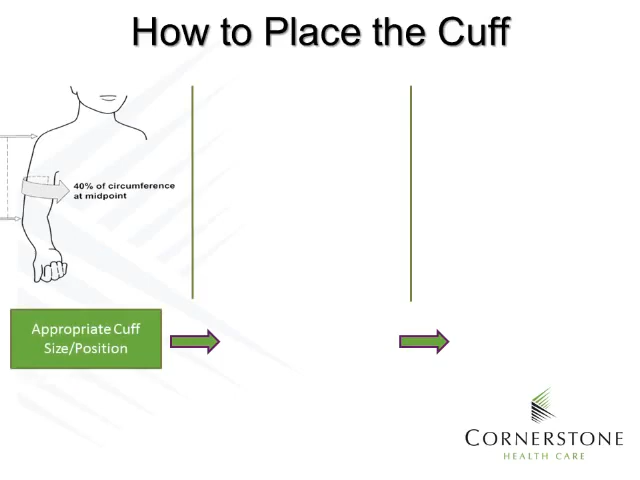 How to Place the Cuff
40% of circumference
at midpoint
Appropriate Cuff
Size/Position
CORNERSTONE
HEALTH CARE